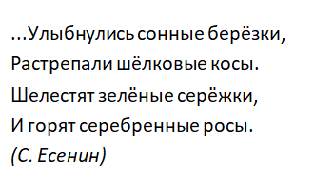 ...Улыбнулись сонные берёзки,
Растрепали шёлковые косы.
Шелестят зелёные серёжки,
И горят серебренные росы.
(С. Есенин)